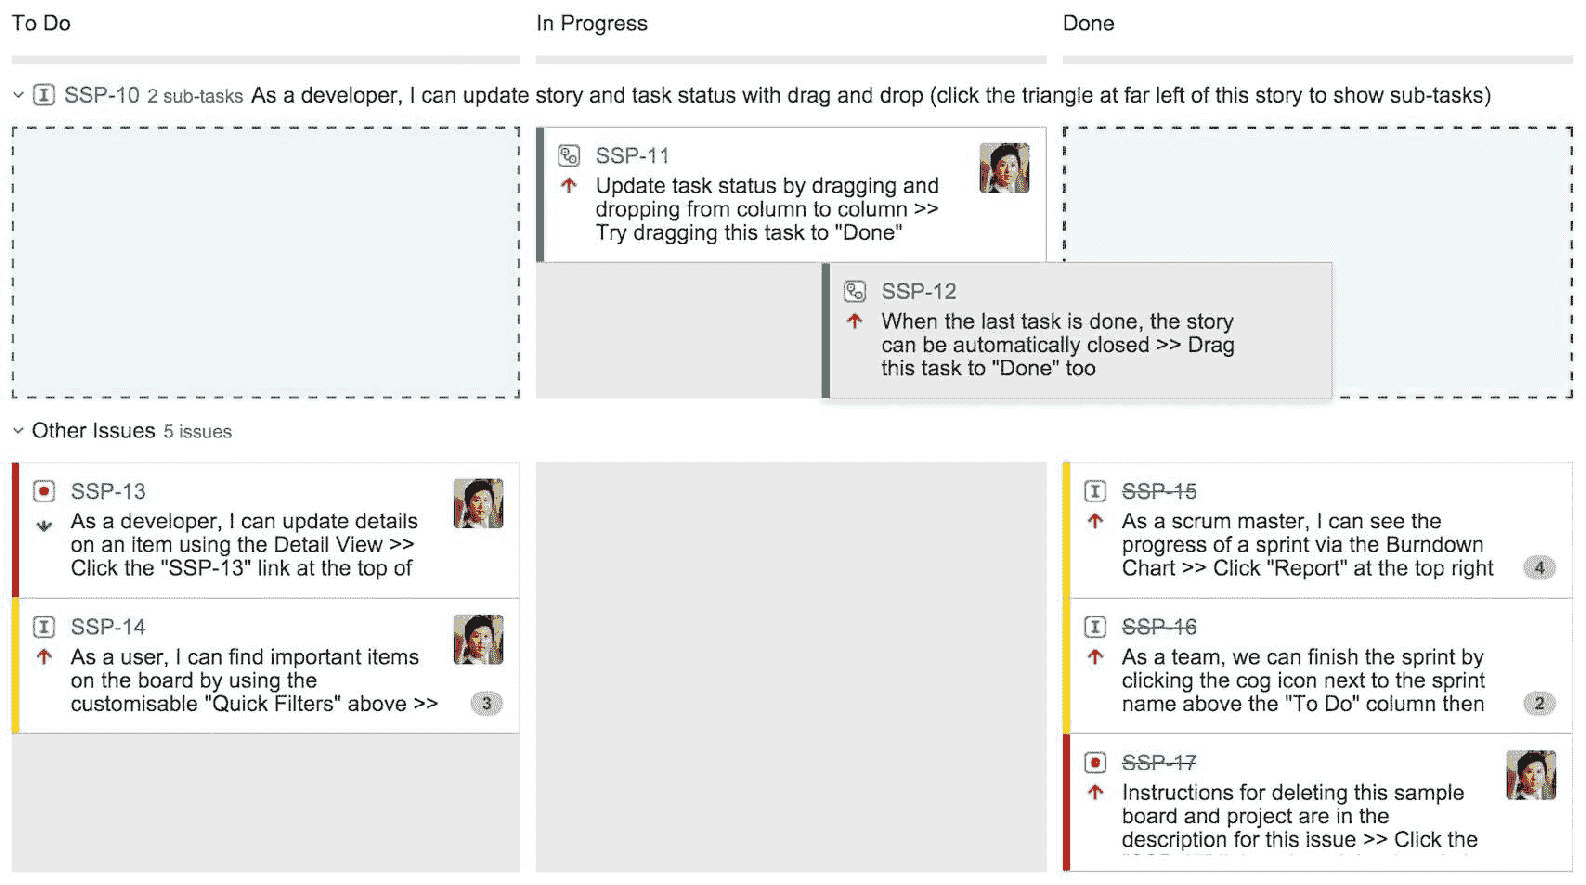 To Do
In Progress
Done
SSP-10 2 sub-tasks As a developer, I can update story and task status with drag and drop (click the triangle at far left of this story to show sub-tasks)
SSP-11
Update task status by dragging and
dropping from column to column >>
Try dragging this task to "Done"
SSP-12
When the last task is done, the story
can be automatically closed >> Drag
this task to "Done" too
Other Issues 5 issues
SSP-13
As a developer, I can update details
on an item using the Detail View >>
Click the "SSP-13" link at the top of
SSP-14
As a user, I can find important items
on the board by using the
customisable "Quick Filters" above >>
3
SSP-15
As a scrum master, I can see the
progress of a sprint via the Burndown
Chart >> Click "Report" at the top right
4
SSP-16
As a team, we can finish the sprint by
clicking the cog icon next to the sprint
name above the "To Do" column then
2
SSP-17
Instructions for deleting this sample
board and project are in the
description for this issue >> Click the